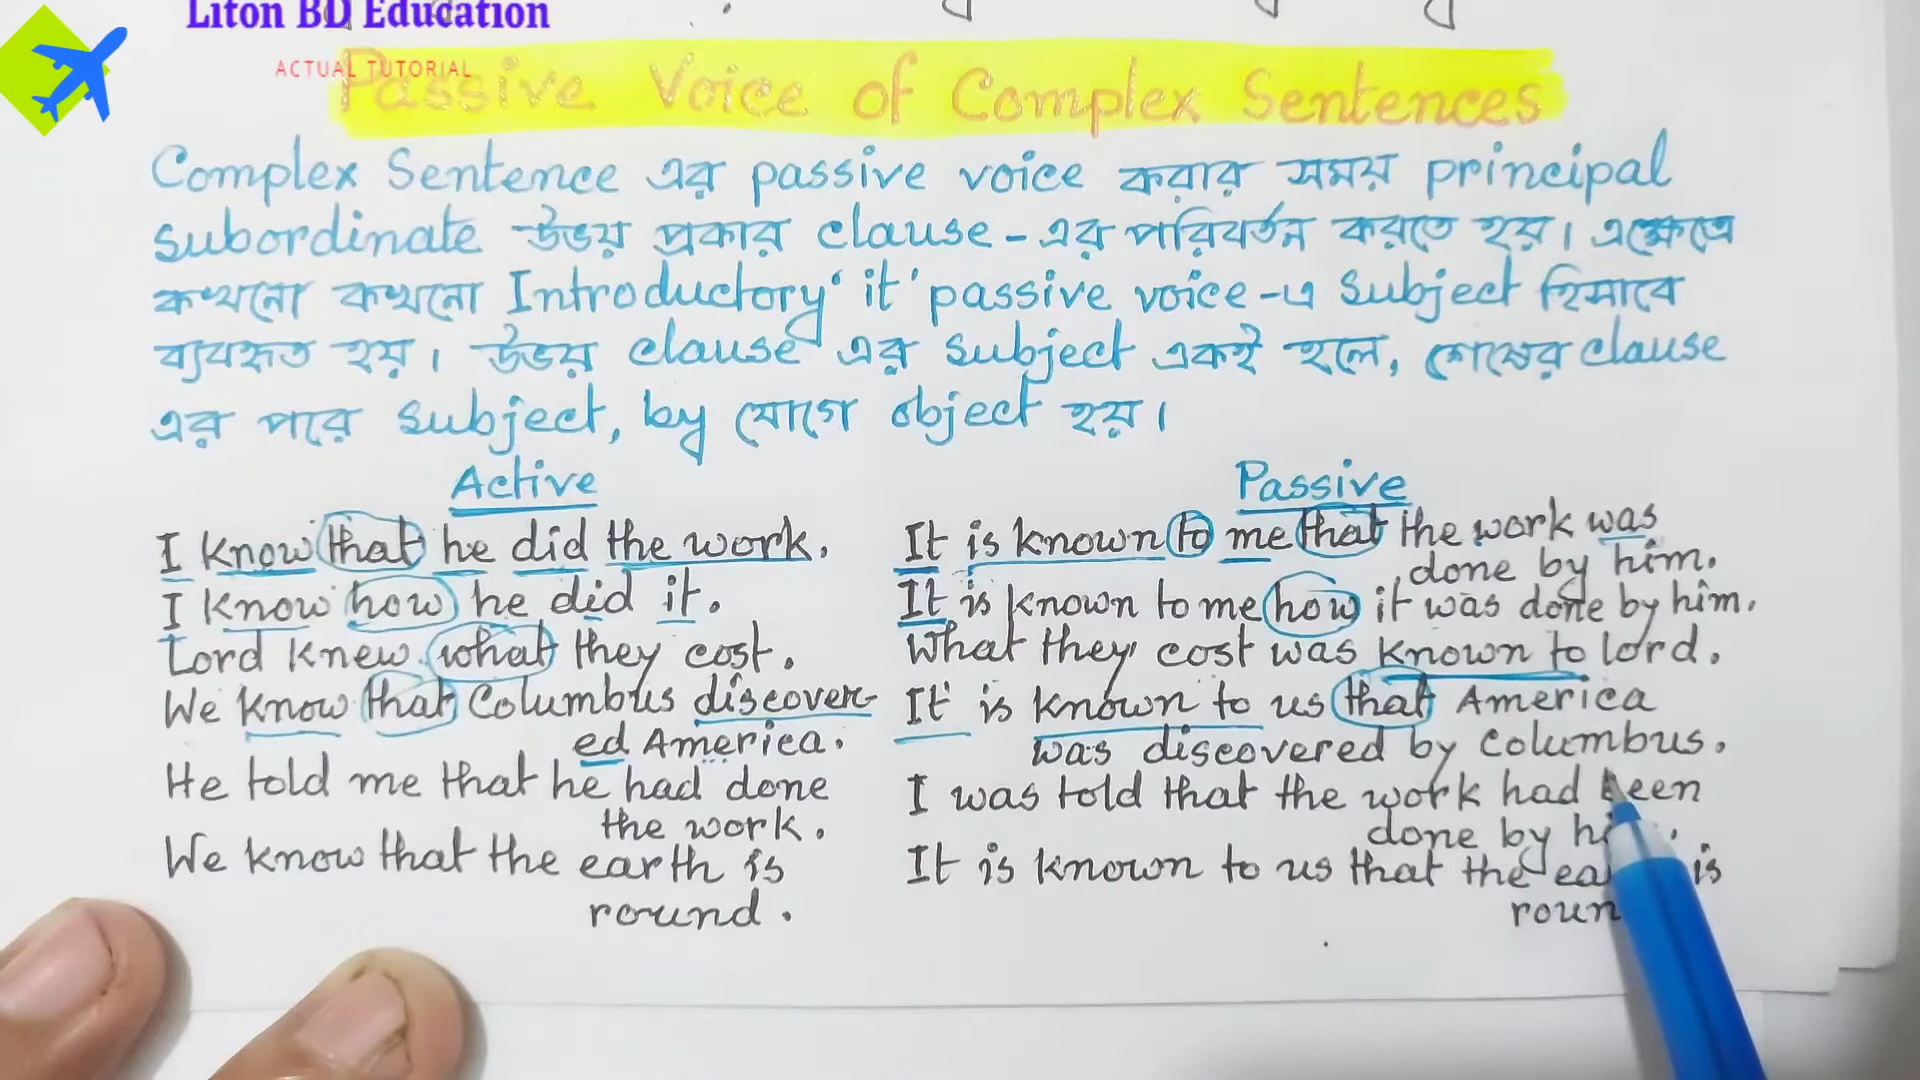 Liton BD Education
ACTUAL TUTORIAL
Passive Voice of Complex Sentences
Complex Sentence এর passive voice করার সময় principal
subordinate উভয় প্রকার clause-এর পরিবর্তন করতে হয়। এক্ষেত্রে
কখনো কখনো Introductory 'it' passive voice-এ subject হিসাবে
ব্যবহৃত হয়। উভয় clause এর subject একই হলে, শেষের clause
এর পরে subject, by যোগে object হয়।
Active
Passive
I know that he did the work.
It is known to me that the work was
done by him.
I know how he did it.
It is known to me how it was done by him.
Lord knew what they cost.
What they cost was known to lord.
We know that Columbus discover-
ed America.
It is known to us that America
was discovered by Columbus.
He told me that he had done
the work.
I was told that the work had been
done by
We know that the earth is
round.
It is known to us that the is